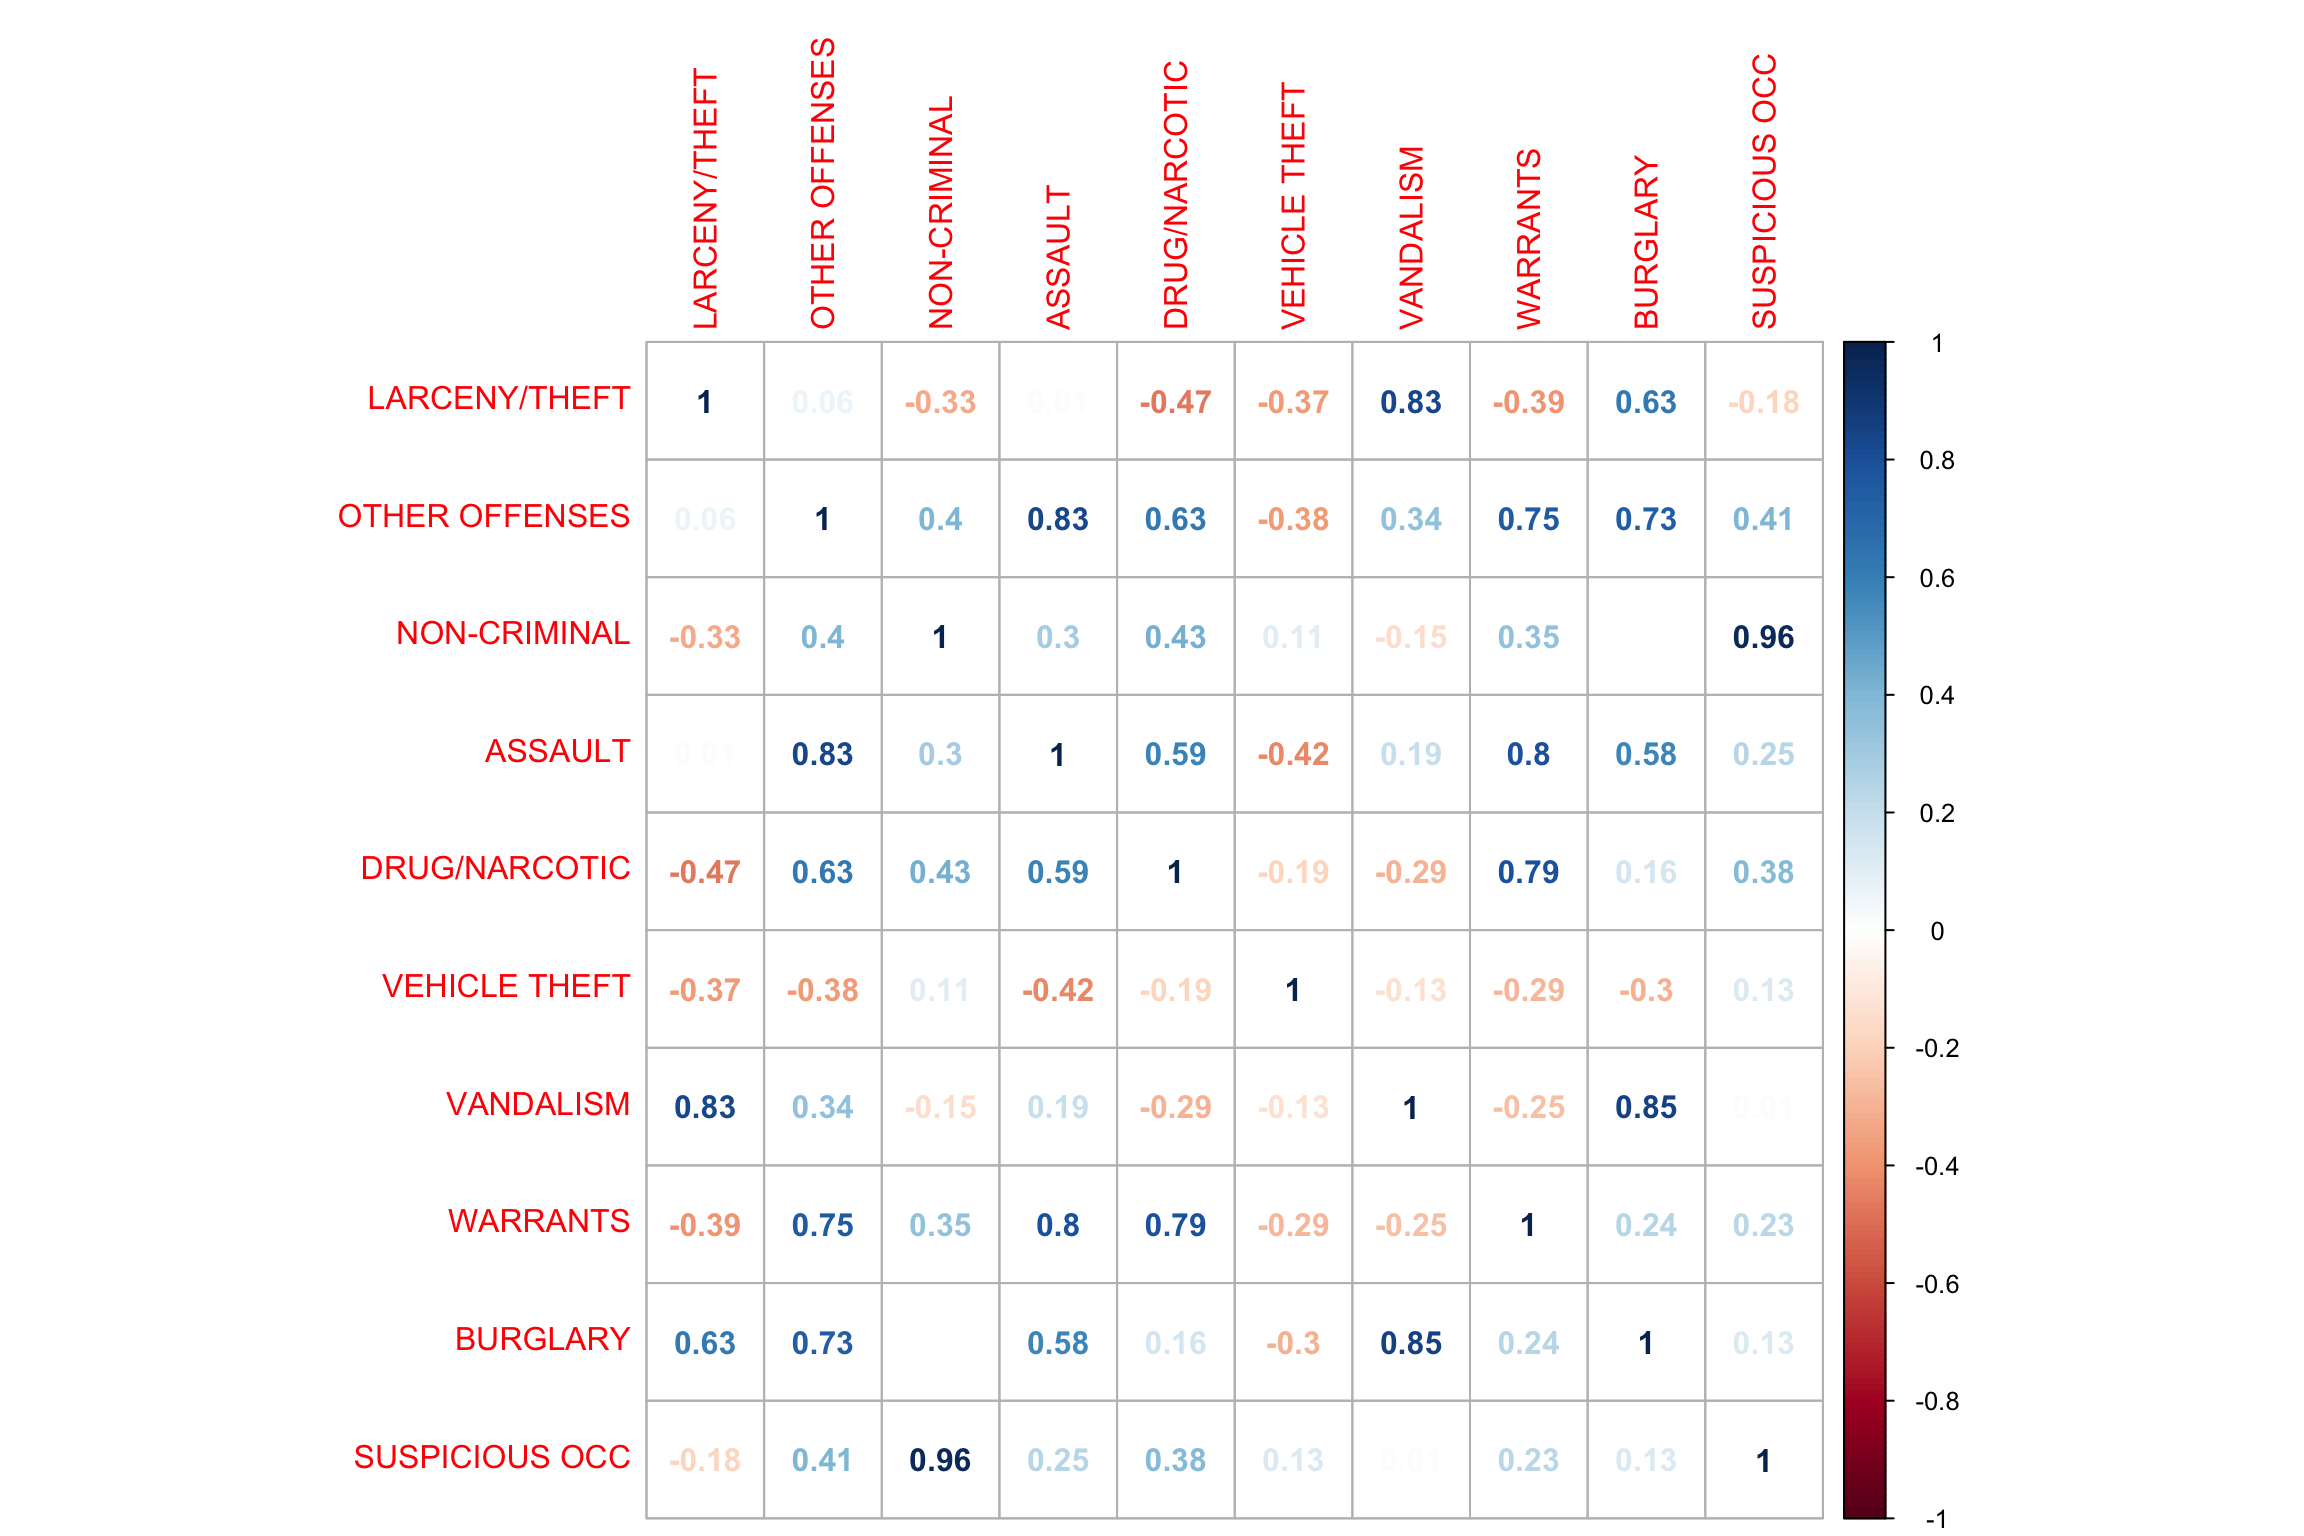 LARCENY/THEFT
OTHER OFFENSES
NON-CRIMINAL
ASSAULT
DRUG/NARCOTIC
VEHICLE THEFT
VANDALISM
WARRANTS
BURGLARY
SUSPICIOUS OCC
LARCENY/THEFT 1 0.06 -0.33 0.01 -0.47 -0.37 0.83 -0.39 0.63 -0.18
OTHER OFFENSES 0.06 1 0.4 0.83 0.63 -0.38 0.34 0.75 0.73 0.41
NON-CRIMINAL -0.33 0.4 1 0.3 0.43 0.11 -0.15 0.35 0.96
ASSAULT 0.01 0.83 0.3 1 0.59 -0.42 0.19 0.8 0.58 0.25
DRUG/NARCOTIC -0.47 0.63 0.43 0.59 1 -0.19 -0.29 0.79 0.16 0.38
VEHICLE THEFT -0.37 -0.38 0.11 -0.42 -0.19 1 -0.13 -0.29 -0.3 0.13
VANDALISM 0.83 0.34 -0.15 0.19 -0.29 -0.13 1 -0.25 0.85 0.01
WARRANTS -0.39 0.75 0.35 0.8 0.79 -0.29 -0.25 1 0.24 0.23
BURGLARY 0.63 0.73 0 0.58 0.16 -0.3 0.85 0.24 1 0.13
SUSPICIOUS OCC -0.18 0.41 0.96 0.25 0.38 0.13 0.01 0.23 0.13 1
1
0.8
0.6
0.4
0.2
0
-0.2
-0.4
-0.6
-0.8
-1